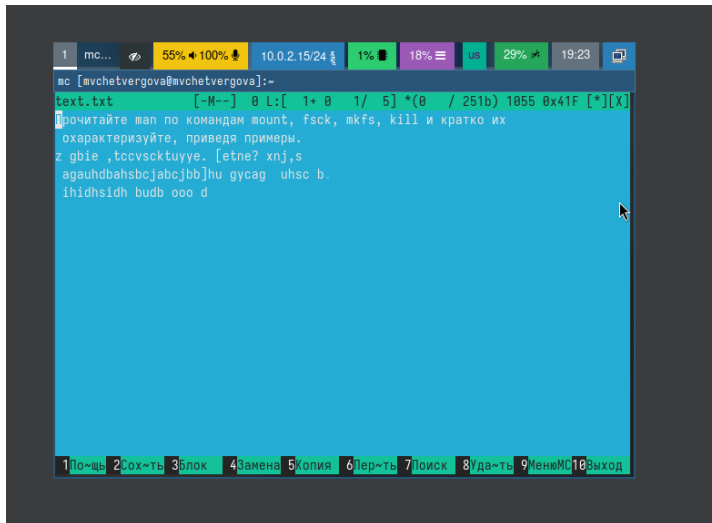 1 mc... 55% 100% 10.0.2.15/24 1% 18% us 29% 19:23
mc [mvchetvergova@mvchetvergova]:~
text.txt [-M--] 0 L:[ 1+ 0 1/ 5] *(0 / 251b) 1055 0x41F [*][X]
Прочитайте man по командам mount, fsck, mkfs, kill и кратко их
охарактеризуйте, приведя примеры.
z gbie ,tccvscktuyye. [etne? xnj,s
agauhdbahsbcjabcjbb]hu gycag uhsc b.
ihidhsidh budb ooo d
1По~щь 2Сох~ть 3Блок 4Замена 5Копия 6Пер~ть 7Поиск 8Уда~ть 9МенюMC10Выход